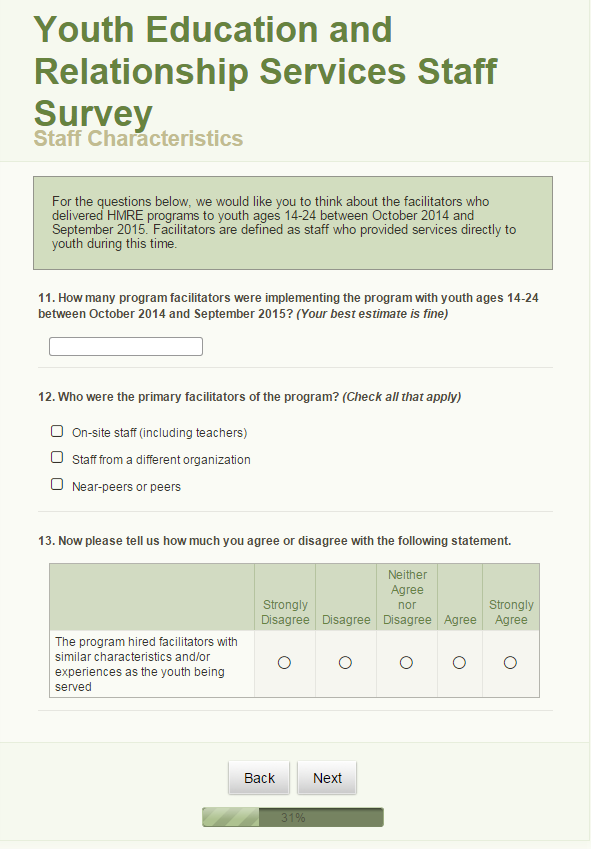 Youth Education and
Relationship Services Staff
Survey
Staff Characteristics
For the questions below, we would like you to think about the facilitators who
delivered HMRE programs to youth ages 14-24 between October 2014 and
September 2015. Facilitators are defined as staff who provided services directly to
youth during this time.
11. How many program facilitators were implementing the program with youth ages 14-24
between October 2014 and September 2015? (Your best estimate is fine)
12. Who were the primary facilitators of the program? (Check all that apply)
On-site staff (including teachers)
Staff from a different organization
Near-peers or peers
13. Now please tell us how much you agree or disagree with the following statement.
Strongly
Disagree
Disagree
Neither
Agree
nor
Disagree
Agree
Strongly
Agree
The program hired facilitators with
similar characteristics and/or
experiences as the youth being
served
Back Next
31%